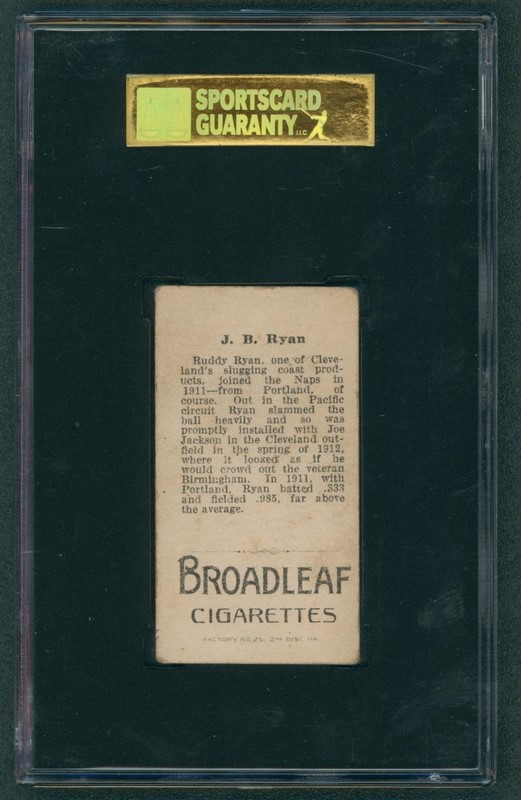 SPORTSCARD
GUARANTY LLC
J. B. Ryan
Ruddy Ryan, one of Cleve-
land's slugging coast prod-
ucts, joined the Naps in
1911—from Portland, of
course. Out in the Pacific
circuit Ryan slammed the
ball heavily and so was
promptly installed with Joe
Jackson in the Cleveland out-
field in the spring of 1912,
where it looked as if he
would crowd out the veteran
Birmingham. In 1911, with
Portland, Ryan batted .333
and fielded .985, far above
the average.
BROADLEAF
CIGARETTES
FACTORY NO 25, 2ND DIST. VA.